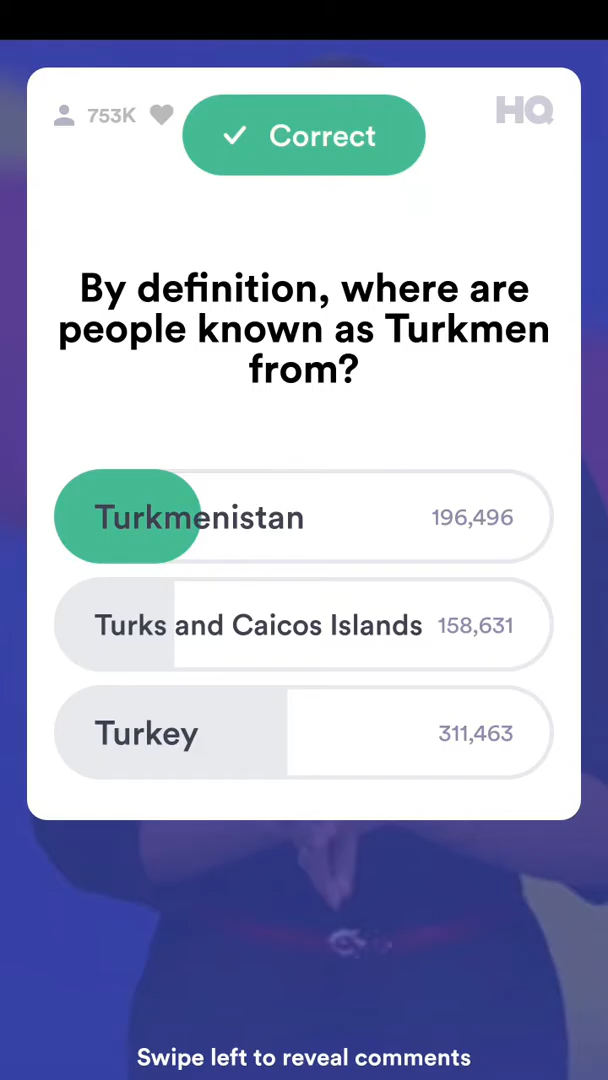 753K
HQ
Correct
By definition, where are
people known as Turkmen
from?
Turkmenistan 196,496
Turks and Caicos Islands 158,631
Turkey 311,463
Swipe left to reveal comments